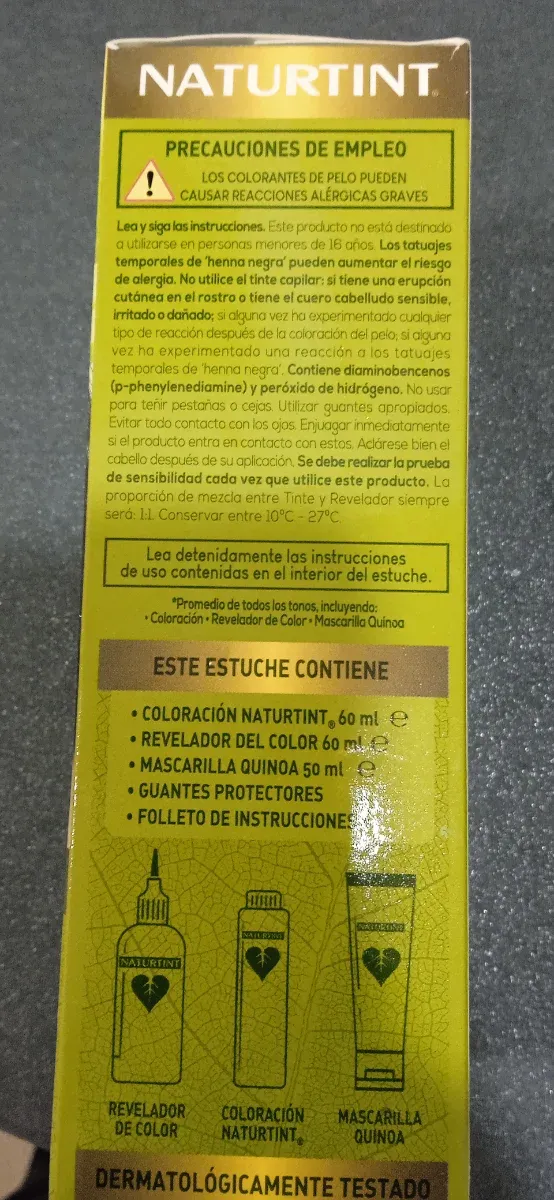 NATURTINT®
PRECAUCIONES DE EMPLEO
LOS COLORANTES DE PELO PUEDEN
CAUSAR REACCIONES ALÉRGICAS GRAVES
Lea y siga las instrucciones. Este producto no está destinado
a utilizarse en personas menores de 16 años. Los tatuajes
temporales de 'henna negra' pueden aumentar el riesgo
de alergia. No utilice el tinte capilar: si tiene una erupción
cutánea en el rostro o tiene el cuero cabelludo sensible,
irritado o dañado; si alguna vez ha experimentado cualquier
tipo de reacción después de la coloración del pelo; si alguna
vez ha experimentado una reacción a los tatuajes
temporales de 'henna negra'. Contiene diaminobencenos
(p-phenylenediamine) y peróxido de hidrógeno. No usar
para teñir pestañas o cejas. Utilizar guantes apropiados.
Evitar todo contacto con los ojos. Enjuagar inmediatamente
si el producto entra en contacto con estos. Aclárese bien el
cabello después de su aplicación. Se debe realizar la prueba
de sensibilidad cada vez que utilice este producto. La
proporción de mezcla entre Tinte y Revelador siempre
será: 1:1. Conservar entre 10°C - 27°C.
Lea detenidamente las instrucciones
de uso contenidas en el interior del estuche.
*Promedio de todos los tonos, incluyendo:
• Coloración • Revelador de Color • Mascarilla Quinoa
ESTE ESTUCHE CONTIENE
• COLORACIÓN NATURTINT® 60 ml ℮
• REVELADOR DEL COLOR 60 ml ℮
• MASCARILLA QUINOA 50 ml ℮
• GUANTES PROTECTORES
• FOLLETO DE INSTRUCCIONES
NATURTINT NATURTINT NATURTINT
REVELADOR
DE COLOR
COLORACIÓN
NATURTINT®
MASCARILLA
QUINOA
DERMATOLÓGICAMENTE TESTADO